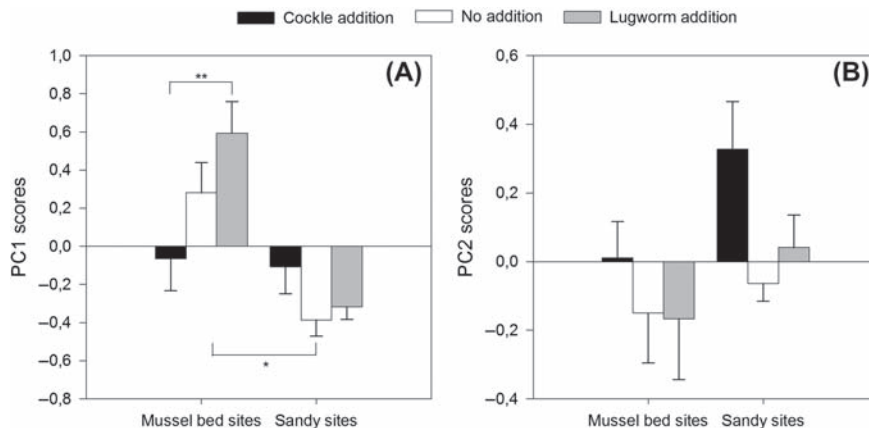 Cockle addition No addition Lugworm addition
(A)
PC1 scores
1,0
0,8
0,6
0,4
0,2
0,0
–0,2
–0,4
–0,6
–0,8
**
*
Mussel bed sites Sandy sites
(B)
PC2 scores
0,6
0,4
0,2
0,0
–0,2
–0,4
Mussel bed sites Sandy sites